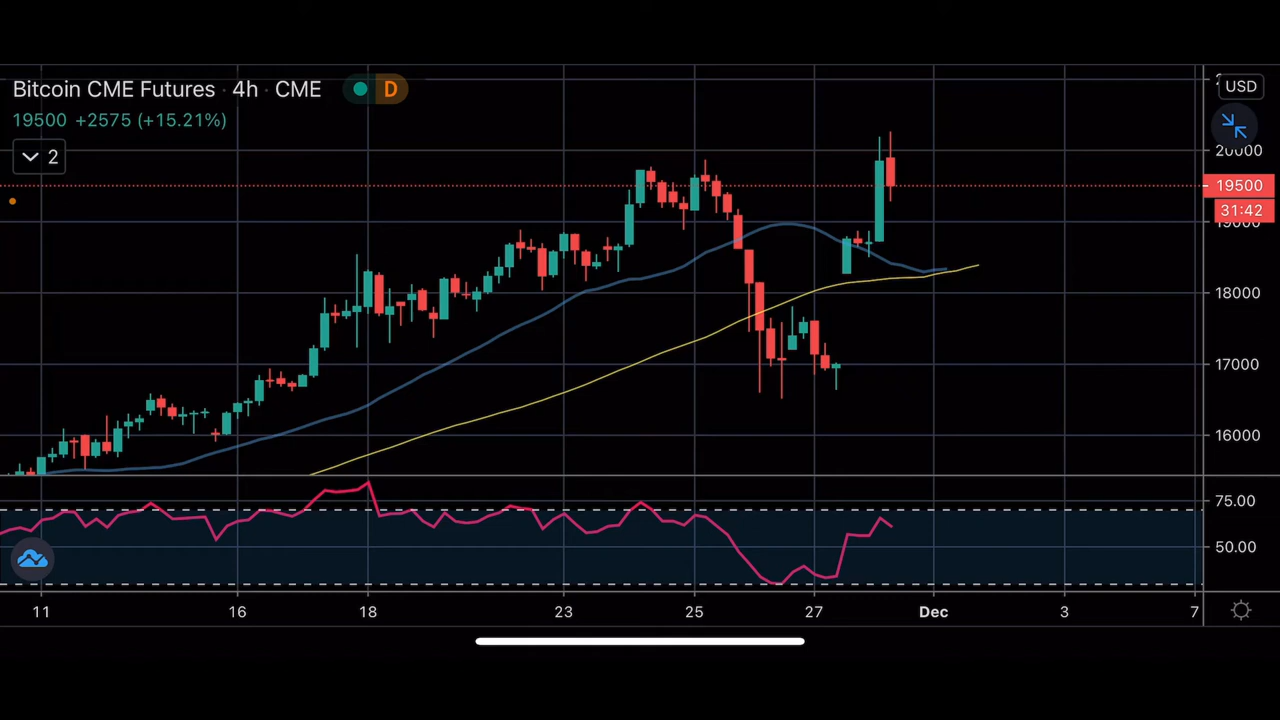 Bitcoin CME Futures · 4h · CME
D
19500 +2575 (+15.21%)
2
USD
20000
19500
31:42
19000
18000
17000
16000
75.00
50.00
11 16 18 23 25 27 Dec 3 7